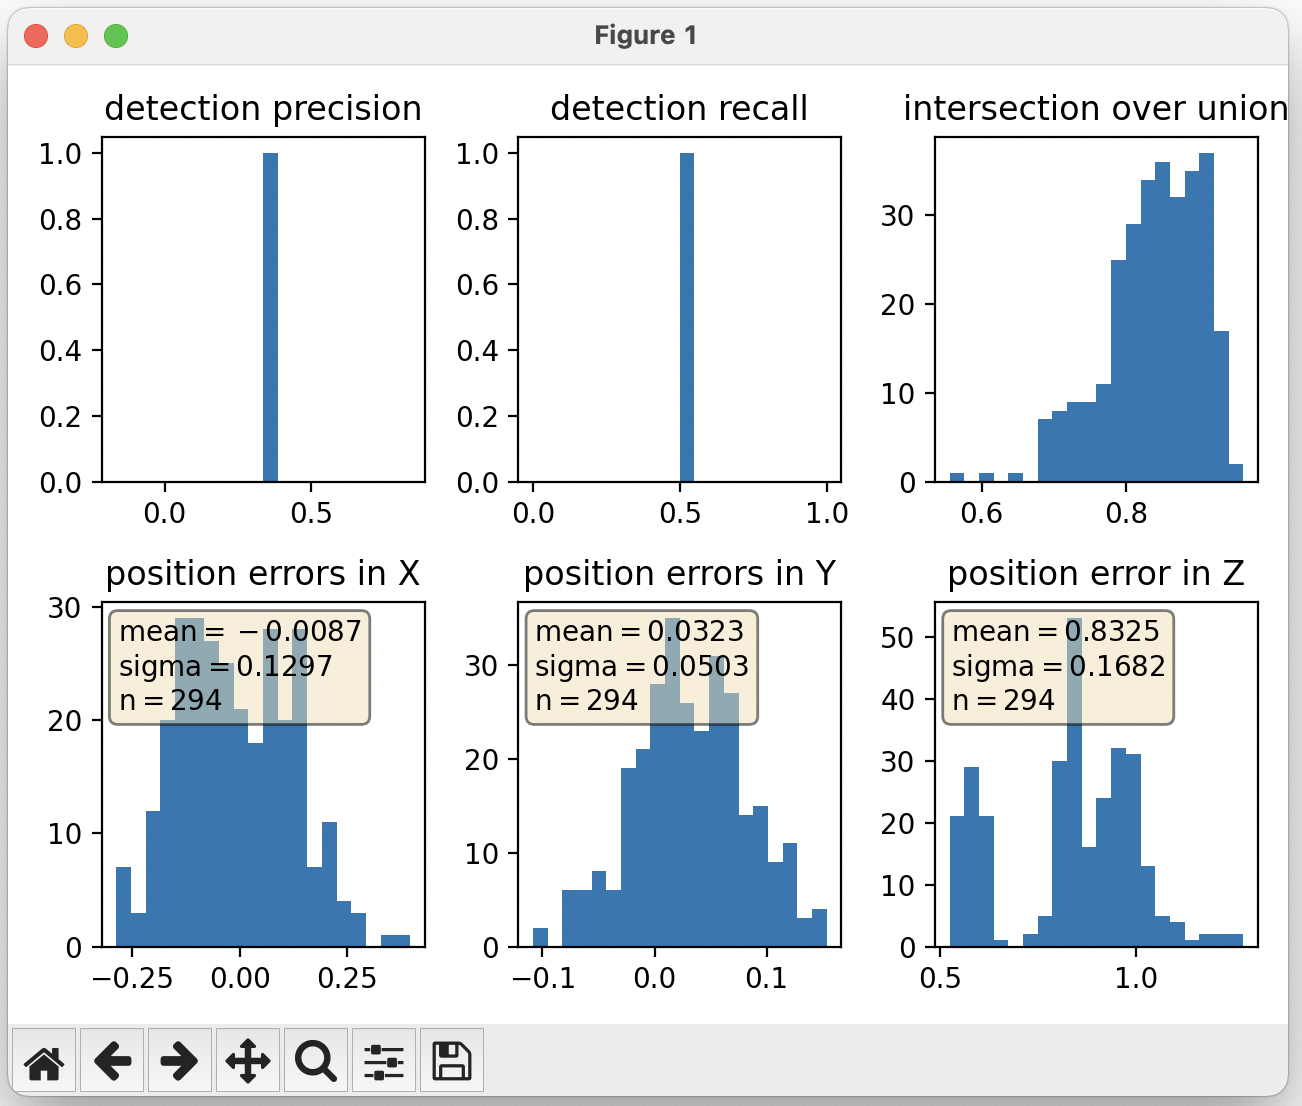 Figure 1
detection precision
1.0
0.8
0.6
0.4
0.2
0.0
0.0 0.5
detection recall
1.0
0.8
0.6
0.4
0.2
0.0
0.0 0.5 1.0
intersection over union
30
20
10
0
0.6 0.8
position errors in X
30
20
10
0
mean = −0.0087
sigma = 0.1297
n = 294
−0.25 0.00 0.25
position errors in Y
30
20
10
0
mean = 0.0323
sigma = 0.0503
n = 294
−0.1 0.0 0.1
position error in Z
50
40
30
20
10
0
mean = 0.8325
sigma = 0.1682
n = 294
0.5 1.0